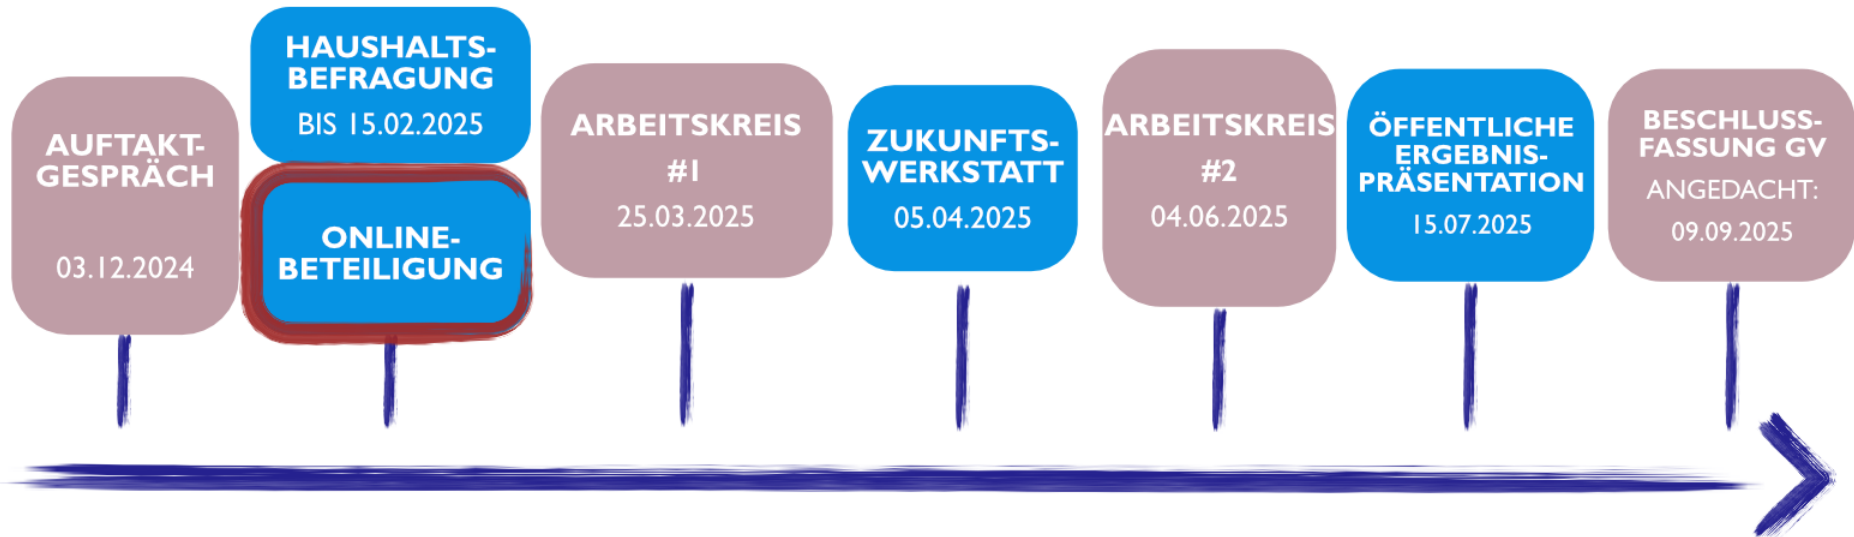 AUFTAKT-
GESPRÄCH
03.12.2024
HAUSHALTS-
BEFRAGUNG
BIS 15.02.2025
ONLINE-
BETEILIGUNG
ARBEITSKREIS
#1
25.03.2025
ZUKUNFTS-
WERKSTATT
05.04.2025
ARBEITSKREIS
#2
04.06.2025
ÖFFENTLICHE
ERGEBNIS-
PRÄSENTATION
15.07.2025
BESCHLUSS-
FASSUNG GV
ANGEDACHT:
09.09.2025